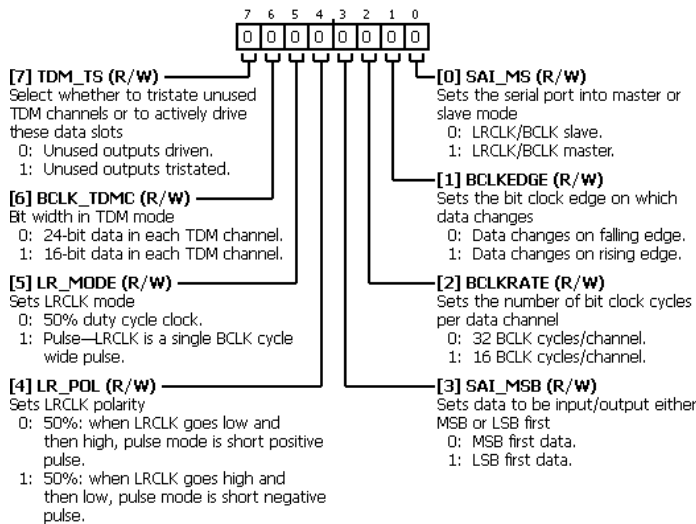 7 6 5 4 3 2 1 0
0 0 0 0 0 0 0 0
[7] TDM_TS (R/W)
Select whether to tristate unused
TDM channels or to actively drive
these data slots
0: Unused outputs driven.
1: Unused outputs tristated.
[6] BCLK_TDMC (R/W)
Bit width in TDM mode
0: 24-bit data in each TDM channel.
1: 16-bit data in each TDM channel.
[5] LR_MODE (R/W)
Sets LRCLK mode
0: 50% duty cycle clock.
1: Pulse—LRCLK is a single BCLK cycle
wide pulse.
[4] LR_POL (R/W)
Sets LRCLK polarity
0: 50%: when LRCLK goes low and
then high, pulse mode is short positive
pulse.
1: 50%: when LRCLK goes high and
then low, pulse mode is short negative
pulse.
[0] SAI_MS (R/W)
Sets the serial port into master or
slave mode
0: LRCLK/BCLK slave.
1: LRCLK/BCLK master.
[1] BCLKEDGE (R/W)
Sets the bit clock edge on which
data changes
0: Data changes on falling edge.
1: Data changes on rising edge.
[2] BCLKRATE (R/W)
Sets the number of bit clock cycles
per data channel
0: 32 BCLK cycles/channel.
1: 16 BCLK cycles/channel.
[3] SAI_MSB (R/W)
Sets data to be input/output either
MSB or LSB first
0: MSB first data.
1: LSB first data.